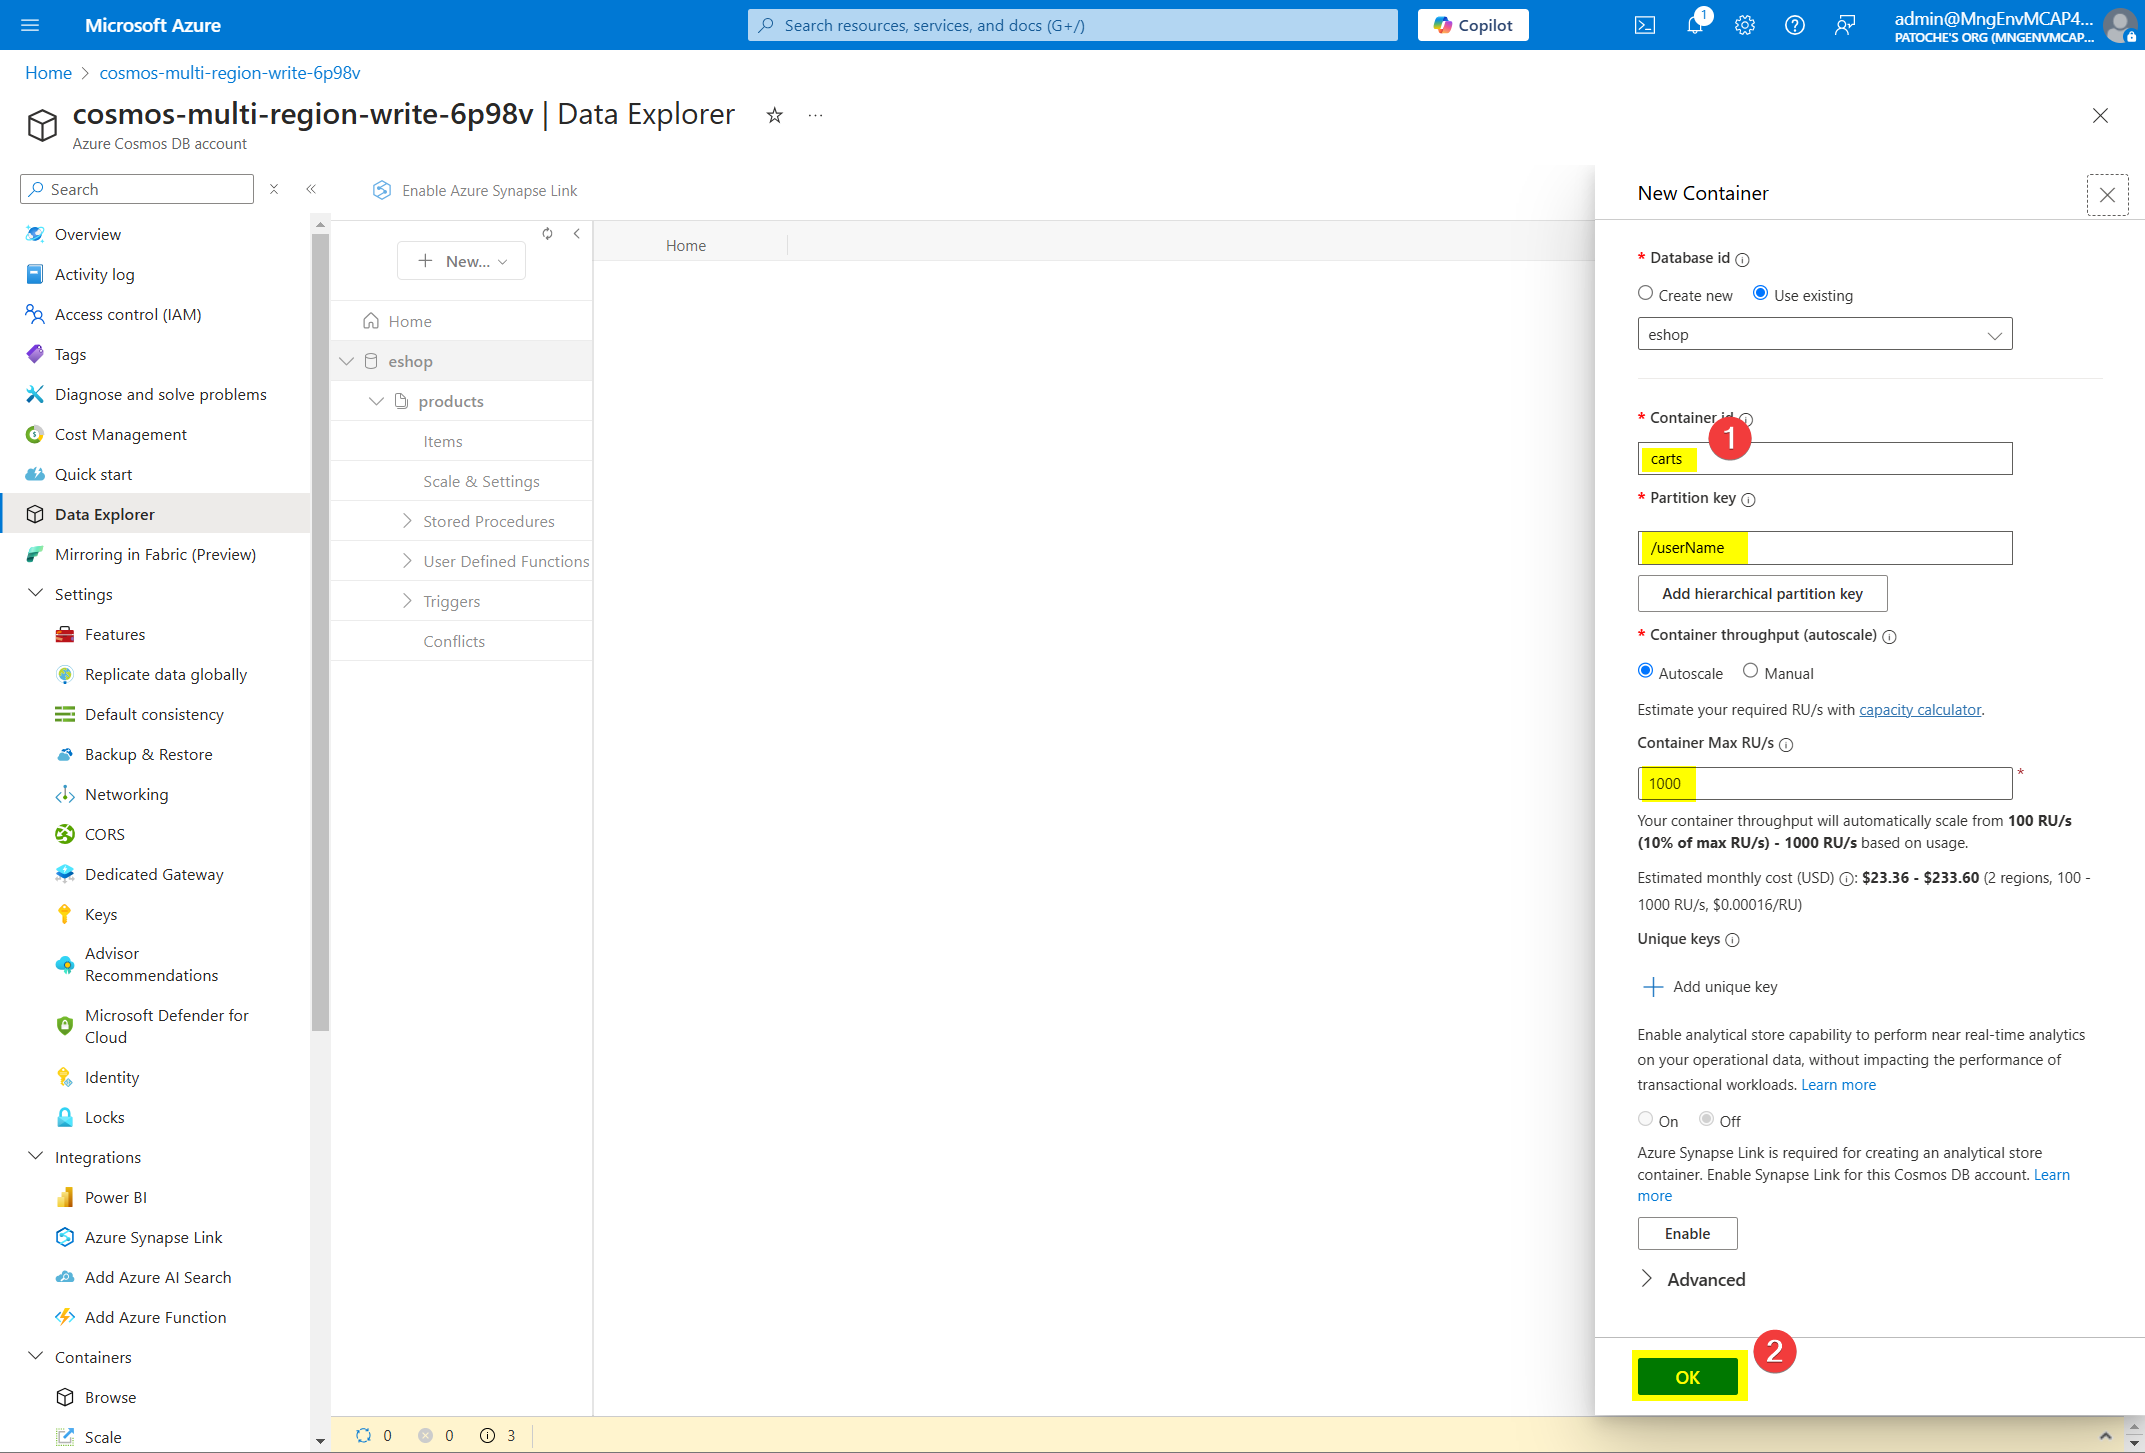 Microsoft Azure
Search resources, services, and docs (G+/)
Copilot
1
admin@MngEnvMCAP4...
PATOCHE'S ORG (MNGENVMCAP...
Home > cosmos-multi-region-write-6p98v
cosmos-multi-region-write-6p98v | Data Explorer
Azure Cosmos DB account
Search
Overview
Activity log
Access control (IAM)
Tags
Diagnose and solve problems
Cost Management
Quick start
Data Explorer
Mirroring in Fabric (Preview)
Settings
Features
Replicate data globally
Default consistency
Backup & Restore
Networking
CORS
Dedicated Gateway
Keys
Advisor
Recommendations
Microsoft Defender for
Cloud
Identity
Locks
Integrations
Power BI
Azure Synapse Link
Add Azure AI Search
Add Azure Function
Containers
Browse
Scale
Enable Azure Synapse Link
New...
Home
eshop
products
Items
Scale & Settings
Stored Procedures
User Defined Functions
Triggers
Conflicts
Home
0 0 3
New Container
* Database id
Create new Use existing
eshop
* Container id
1
carts
* Partition key
/userName
Add hierarchical partition key
* Container throughput (autoscale)
Autoscale Manual
Estimate your required RU/s with capacity calculator.
Container Max RU/s
1000 *
Your container throughput will automatically scale from 100 RU/s
(10% of max RU/s) - 1000 RU/s based on usage.
Estimated monthly cost (USD) : $23.36 - $233.60 (2 regions, 100 -
1000 RU/s, $0.00016/RU)
Unique keys
Add unique key
Enable analytical store capability to perform near real-time analytics
on your operational data, without impacting the performance of
transactional workloads. Learn more
On Off
Azure Synapse Link is required for creating an analytical store
container. Enable Synapse Link for this Cosmos DB account. Learn
more
Enable
Advanced
2
OK